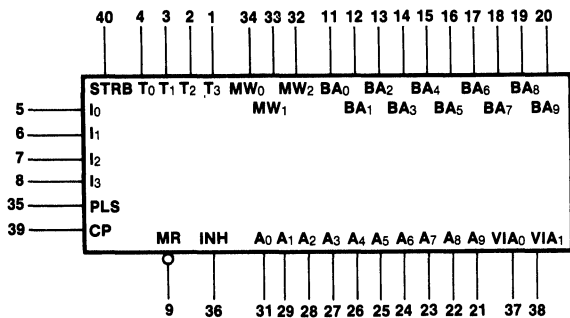 40 4 3 2 1 34 33 32 11 12 13 14 15 16 17 18 19 20
STRB T0 T1 T2 T3 MW0 MW2 BA0 BA2 BA4 BA6 BA8
MW1 BA1 BA3 BA5 BA7 BA9
5 I0
6 I1
7 I2
8 I3
35 PLS
39 CP
MR INH A0 A1 A2 A3 A4 A5 A6 A7 A8 A9 VIA0 VIA1
9 36 31 29 28 27 26 25 24 23 22 21 37 38